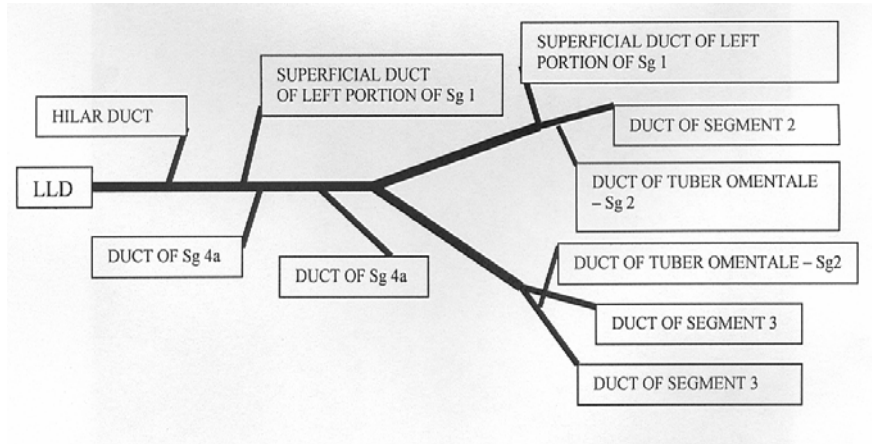 SUPERFICIAL DUCT OF LEFT
PORTION OF Sg 1
SUPERFICIAL DUCT
OF LEFT PORTION OF Sg 1
HILAR DUCT
DUCT OF SEGMENT 2
LLD
DUCT OF TUBER OMENTALE
– Sg 2
DUCT OF Sg 4a
DUCT OF Sg 4a
DUCT OF TUBER OMENTALE – Sg2
DUCT OF SEGMENT 3
DUCT OF SEGMENT 3